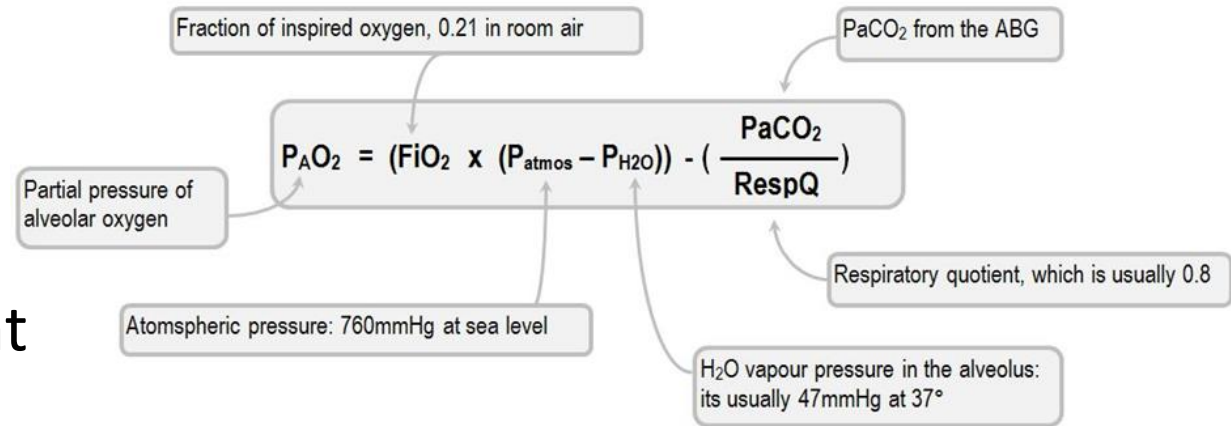 Fraction of inspired oxygen, 0.21 in room air
PaCO₂ from the ABG
PAO₂ = (FiO₂ x (Patmos – PH2O)) - ( PaCO₂
RespQ )
Partial pressure of
alveolar oxygen
Respiratory quotient, which is usually 0.8
Atomspheric pressure: 760mmHg at sea level
H₂O vapour pressure in the alveolus:
its usually 47mmHg at 37°